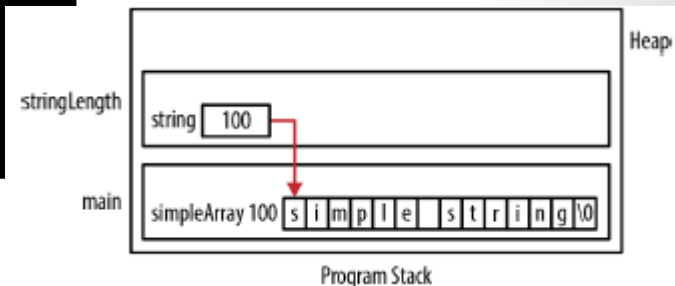 Heap
stringLength
string 100
main
simpleArray 100 s i m p l e   s t r i n g \0
Program Stack